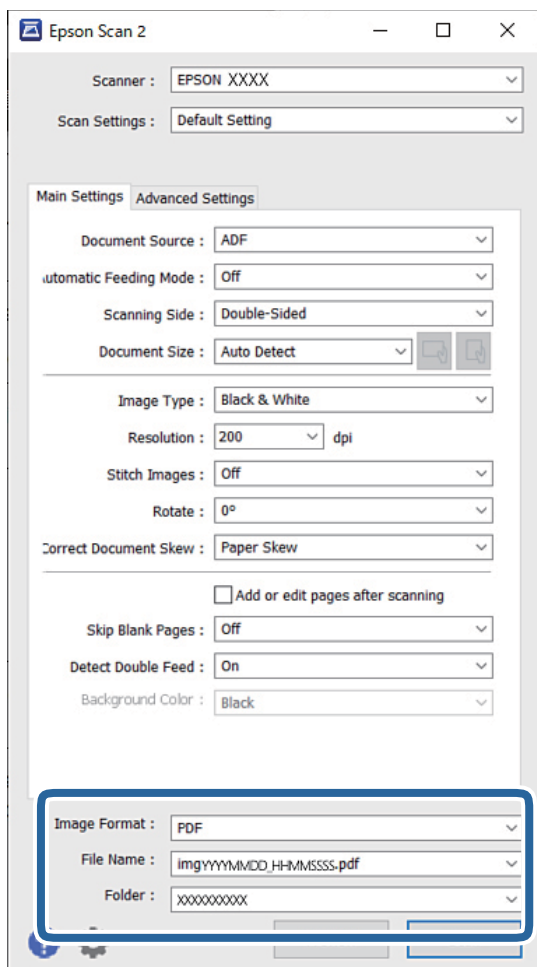 Epson Scan 2
Scanner : EPSON XXXX
Scan Settings : Default Setting
Main Settings Advanced Settings
Document Source : ADF
utomatic Feeding Mode : Off
Scanning Side : Double-Sided
Document Size : Auto Detect
Image Type : Black & White
Resolution : 200 dpi
Stitch Images : Off
Rotate : 0°
Correct Document Skew : Paper Skew
Add or edit pages after scanning
Skip Blank Pages : Off
Detect Double Feed : On
Background Color : Black
Image Format : PDF
File Name : imgYYYYMMDD_HHMMSSSS.pdf
Folder : XXXXXXXXXX